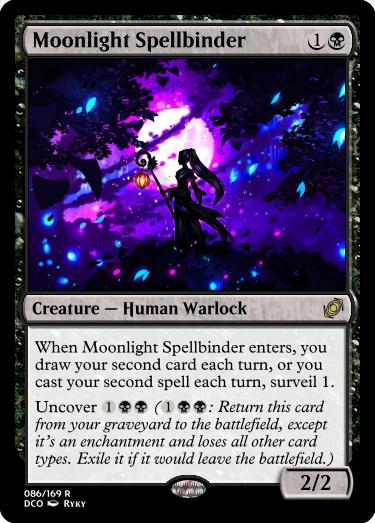 Moonlight Spellbinder 1
Creature — Human Warlock
When Moonlight Spellbinder enters, you
draw your second card each turn, or you
cast your second spell each turn, surveil 1.
Uncover 1 (1: Return this card
from your graveyard to the battlefield, except
it's an enchantment and loses all other card
types. Exile it if it would leave the battlefield.)
2/2
086/169 R
DCO Ryky